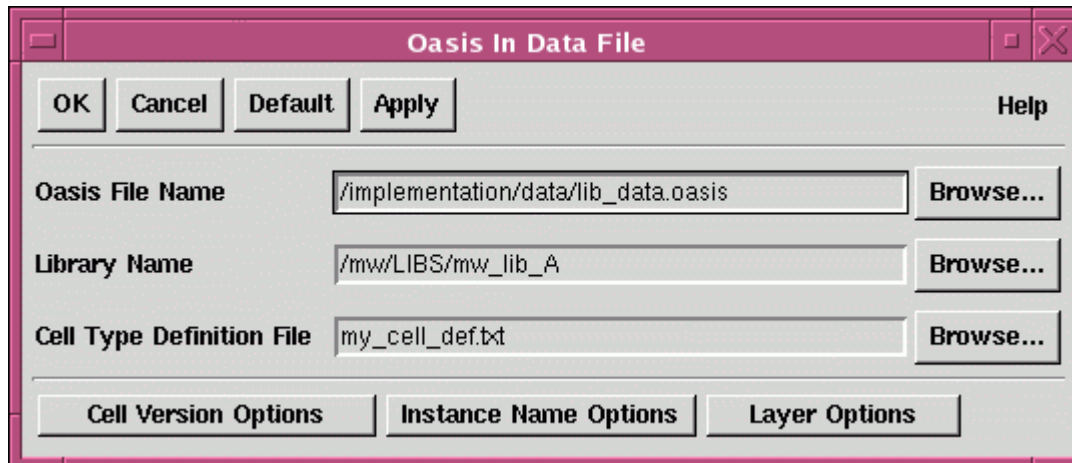 Oasis In Data File
OK Cancel Default Apply Help
Oasis File Name /implementation/data/lib_data.oasis Browse...
Library Name /mw/LIBS/mw_lib_A Browse...
Cell Type Definition File my_cell_def.txt Browse...
Cell Version Options Instance Name Options Layer Options